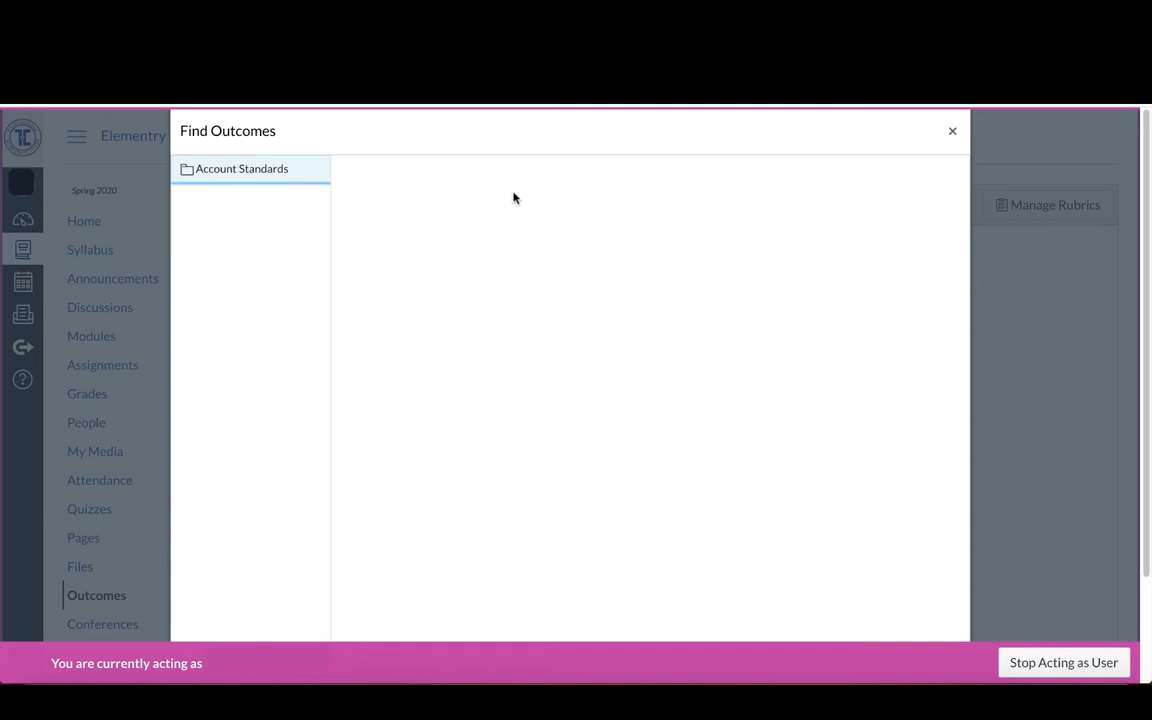 Find Outcomes
×
Elementry
Account Standards
Spring 2020
Manage Rubrics
Home
Syllabus
Announcements
Discussions
Modules
Assignments
Grades
People
My Media
Attendance
Quizzes
Pages
Files
Outcomes
Conferences
You are currently acting as
Stop Acting as User